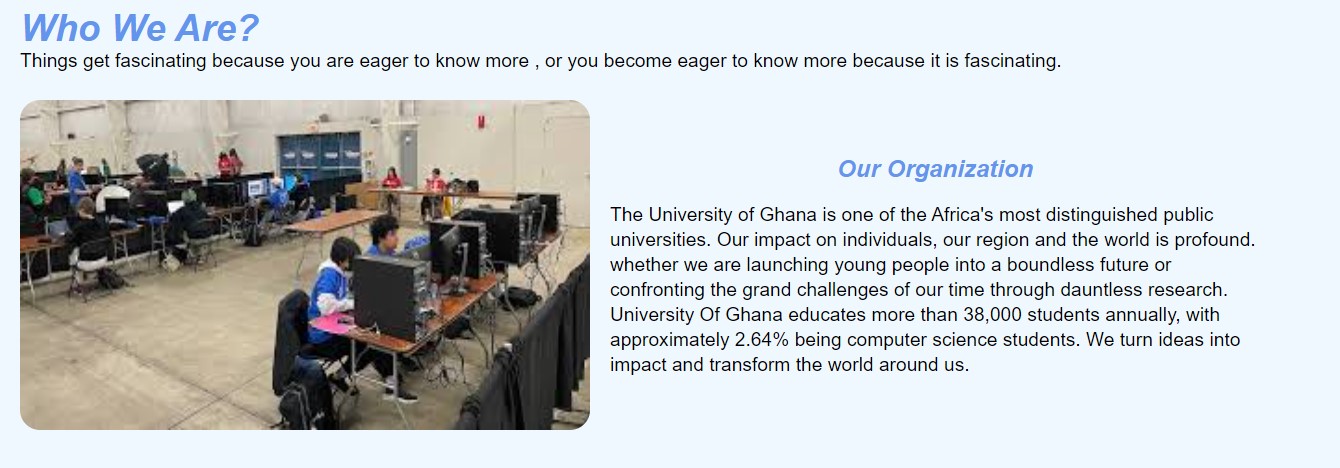 Who We Are?
Things get fascinating because you are eager to know more , or you become eager to know more because it is fascinating.
Our Organization
The University of Ghana is one of the Africa's most distinguished public
universities. Our impact on individuals, our region and the world is profound.
whether we are launching young people into a boundless future or
confronting the grand challenges of our time through dauntless research.
University Of Ghana educates more than 38,000 students annually, with
approximately 2.64% being computer science students. We turn ideas into
impact and transform the world around us.